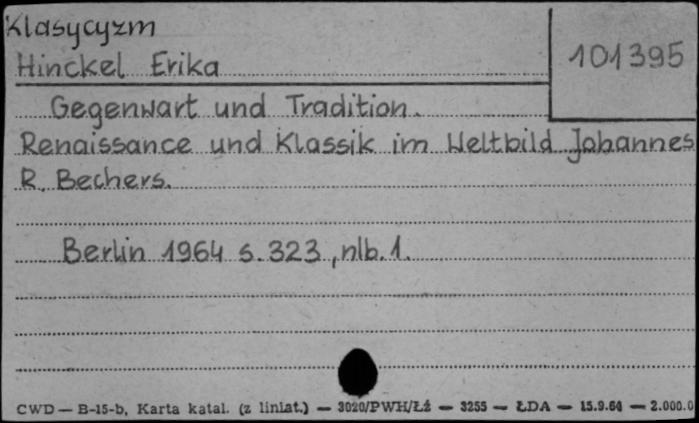 Klasycyzm
Hinckel Erika
101395
Gegenwart und Tradition.
Renaissance und Klassik im Weltbild Johannes
R. Bechers.
Berlin 1964 s. 323, nlb. 1.
CWD — B-15-b, Karta katal. (z liniat.) — 3020/PWH/Łź — 3255 — ŁDA — 15.9.64 — 2.000.0